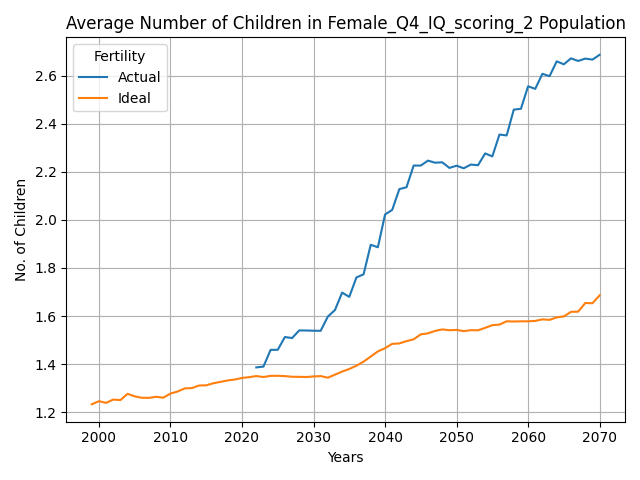 Average Number of Children in Female_Q4_IQ_scoring_2 Population
Fertility
Actual
Ideal
No. of Children
2.6
2.4
2.2
2.0
1.8
1.6
1.4
1.2
2000 2010 2020 2030 2040 2050 2060 2070
Years